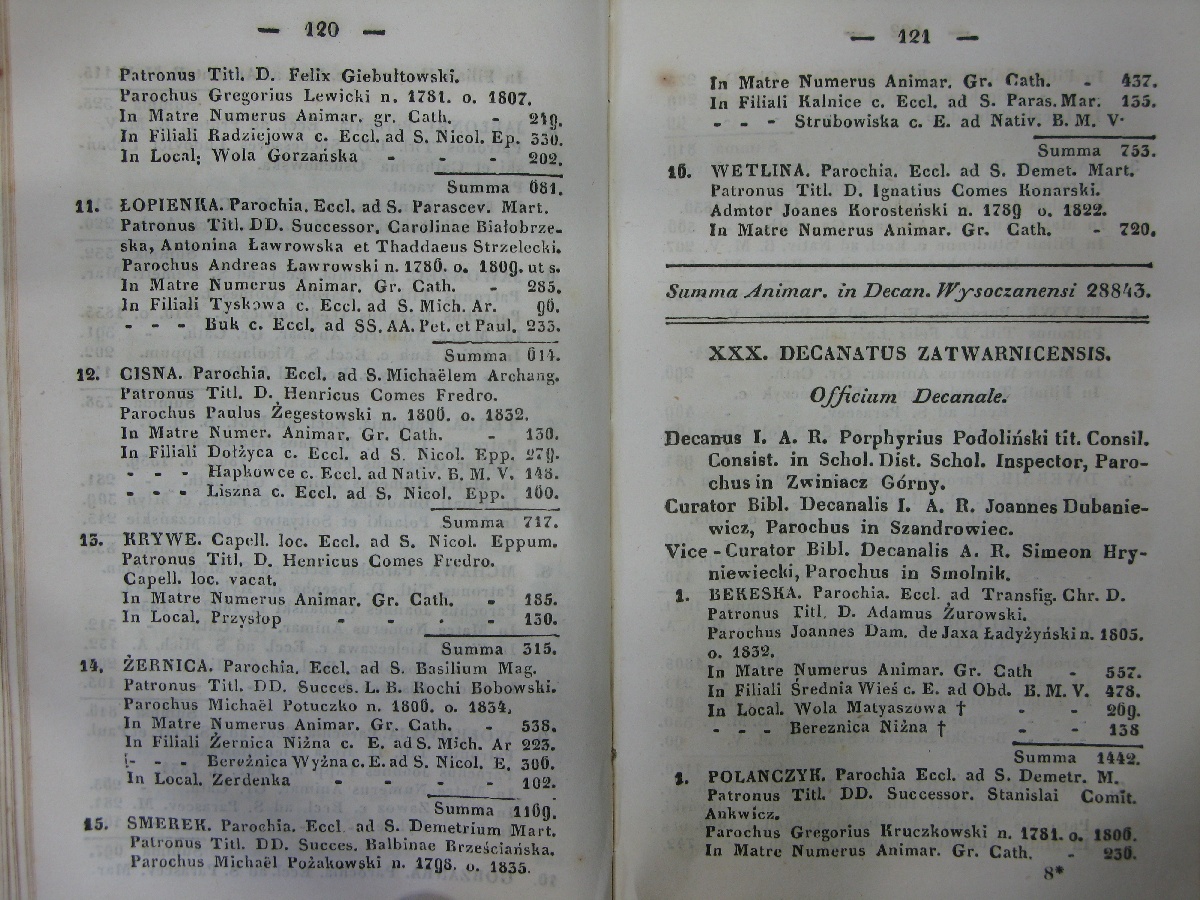 — 120 —
Patronus Titl. D. Felix Giebułtowski.
Parochus Gregorius Lewicki n. 1781. o. 1807.
In Matre Numerus Animar. gr. Cath. - 219.
In Filiali Radziejowa c. Eccl. ad S. Nicol. Ep. 330.
In Local: Wola Gorzańska - - - 202.
Summa 681.
11. ŁOPIENKA. Parochia. Eccl. ad S. Parascev. Mart.
Patronus Titl. DD. Successor. Carolinae Białobrze-
ska, Antonina Ławrowska et Thaddaeus Strzelecki.
Parochus Andreas Ławrowski n. 1780. o. 1809. ut s.
In Matre Numerus Animar. Gr. Cath. - 285.
In Filiali Tyskowa c. Eccl. ad S. Mich. Ar. 96.
- - - Buk c. Eccl. ad SS. AA. Pet. et Paul. 233.
Summa 614.
12. CISNA. Parochia. Eccl. ad S. Michaëlem Archang.
Patronus Titl. D. Henricus Comes Fredro.
Parochus Paulus Żegestowski n. 1806. o. 1832.
In Matre Numer. Animar. Gr. Cath. - 130.
In Filiali Dołżyca c. Eccl. ad S. Nicol. Epp. 279.
- - - Hapkowce c. Eccl. ad Nativ. B. M. V. 148.
- - - Liszna c. Eccl. ad S. Nicol. Epp. 160.
Summa 717.
13. KRYWE. Capell. loc. Eccl. ad S. Nicol. Eppum.
Patronus Titl. D. Henricus Comes Fredro.
Capell. loc. vacat.
In Matre Numerus Animar. Gr. Cath. - 185.
In Local. Przysłop - - - - 130.
Summa 315.
14. ŻERNICA. Parochia. Eccl. ad S. Basilium Mag.
Patronus Titl. DD. Succes. L. B. Rochi Bobowski.
Parochus Michaël Potuczko n. 1806. o. 1834.
In Matre Numerus Animar. Gr. Cath. - 538.
In Filiali Żernica Niżna c. E. ad S. Mich. Ar 223.
- - - Bereżnica Wyżna c. E. ad S. Nicol. E. 306.
In Local. Zerdenka - - - - 102.
Summa 1169.
15. SMEREK. Parochia. Eccl. ad S. Demetrium Mart.
Patronus Titl. DD. Succes. Balbinae Brześciańska.
Parochus Michaël Pożakowski n. 1798. o. 1835.
— 121 —
In Matre Numerus Animar. Gr. Cath. - 437.
In Filiali Kalnice c. Eccl. ad S. Paras. Mar. 135.
- - - Strubowiska c. E. ad Nativ. B. M. V.
Summa 753.
16. WETLINA. Parochia. Eccl. ad S. Demet. Mart.
Patronus Titl. D. Ignatius Comes Konarski.
Admtor Joanes Korosteński n. 1789 o. 1822.
In Matre Numerus Animar. Gr. Cath. - 720.
Summa Animar. in Decan. Wysoczanensi 28843.
XXX. DECANATUS ZATWARNICENSIS.
Officium Decanale.
Decanus I. A. R. Porphyrius Podoliński tit. Consil.
Consist. in Schol. Dist. Schol. Inspector, Paro-
chus in Zwiniacz Górny.
Curator Bibl. Decanalis I. A. R. Joannes Dubanie-
wicz, Parochus in Szandrowiec.
Vice-Curator Bibl. Decanalis A. R. Simeon Hry-
niewiecki, Parochus in Smolnik.
1. BEKESKA. Parochia. Eccl. ad Transfig. Chr. D.
Patronus Titl. D. Adamus Żurowski.
Parochus Joannes Dam. de Jaxa Ładyżyński n. 1805.
o. 1832.
In Matre Numerus Animar. Gr. Cath - 557.
In Filiali Średnia Wieś c. E. ad Obd. B. M. V. 478.
In Local. Wola Matyaszowa † - - 269.
- - - Bereznica Niżna † - - 138
Summa 1442.
1. POLANCZYK. Parochia Eccl. ad S. Demetr. M.
Patronus Titl. DD. Successor. Stanislai Comit.
Ankwicz.
Parochus Gregorius Kruczkowski n. 1781. o. 1806.
In Matre Numerus Animar. Gr. Cath. - 236.
8*